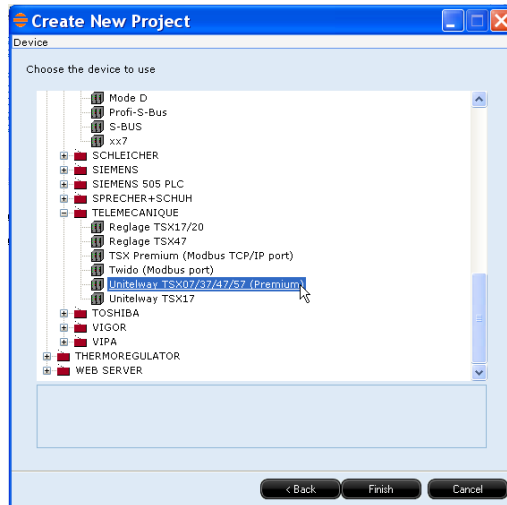 Create New Project
Device
Choose the device to use
Mode D
Profi-S-Bus
S-BUS
xx7
SCHLEICHER
SIEMENS
SIEMENS 505 PLC
SPRECHER+SCHUH
TELEMECANIQUE
Reglage TSX17/20
Reglage TSX47
TSX Premium (Modbus TCP/IP port)
Twido (Modbus port)
Unitelway TSX07/37/47/57 (Premium)
Unitelway TSX17
TOSHIBA
VIGOR
VIPA
THERMOREGULATOR
WEB SERVER
< Back Finish Cancel